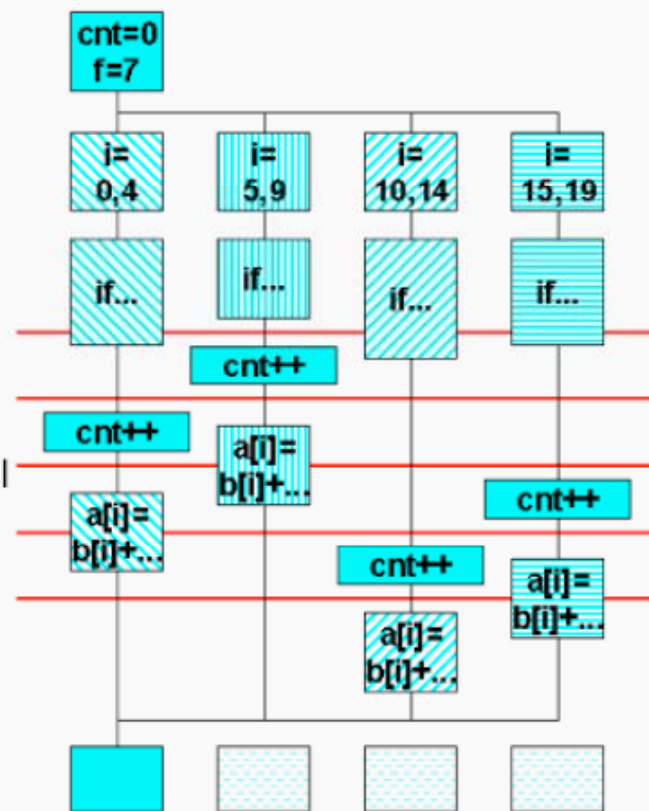 cnt=0
f=7
i=
0,4
i=
5,9
i=
10,14
i=
15,19
if...
if...
if...
if...
cnt++
cnt++
a[i]=
b[i]+...
cnt++
a[i]=
b[i]+...
cnt++
a[i]=
b[i]+...
a[i]=
b[i]+...